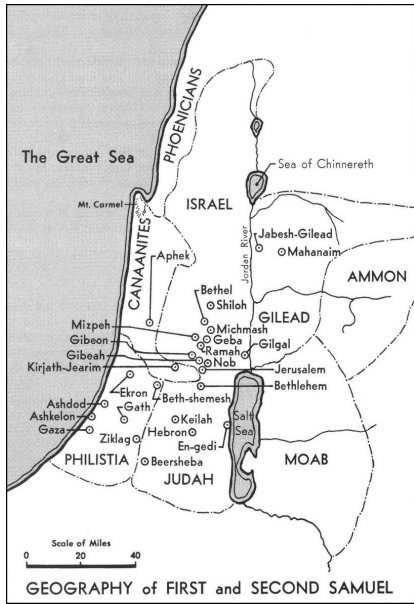 PHOENICIANS
The Great Sea
Sea of Chinnereth
Mt. Carmel
ISRAEL
CANAANITES
Jordan River
Jabesh-Gilead
Mahanaim
Aphek
AMMON
Bethel
Shiloh
GILEAD
Mizpeh
Michmash
Gibeon
Geba
Ramah
Gilgal
Gibeah
Nob
Kirjath-Jearim
Jerusalem
Bethlehem
Ekron
Beth-shemesh
Ashdod
Gath
Keilah
Salt
Sea
Ashkelon
Gaza
Hebron
Ziklag
En-gedi
Beersheba
PHILISTIA
JUDAH
MOAB
Scale of Miles
0 20 40
GEOGRAPHY of FIRST and SECOND SAMUEL